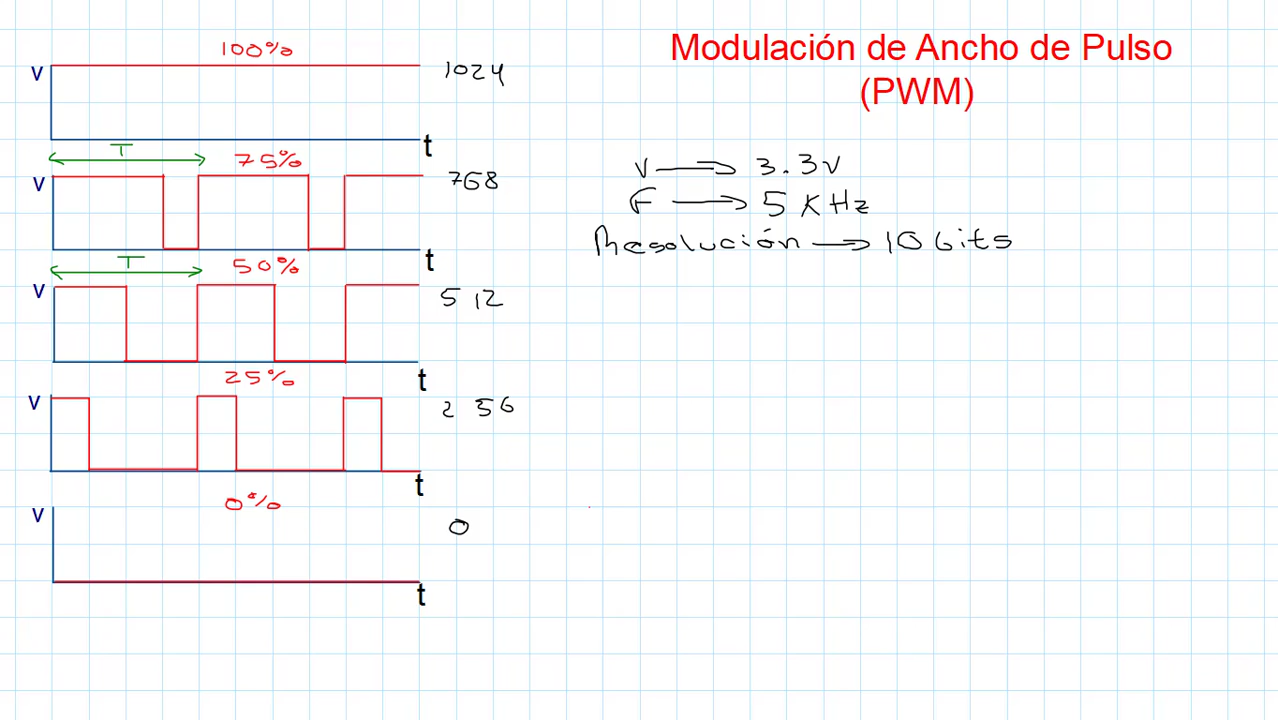 Modulación de Ancho de Pulso
(PWM)
100%
V
1024
t
T
75%
V
768
t
T
50%
V
512
t
25%
V
256
t
0%
V
0
t
V → 3.3V
F → 5 KHz
Resolución → 10 bits